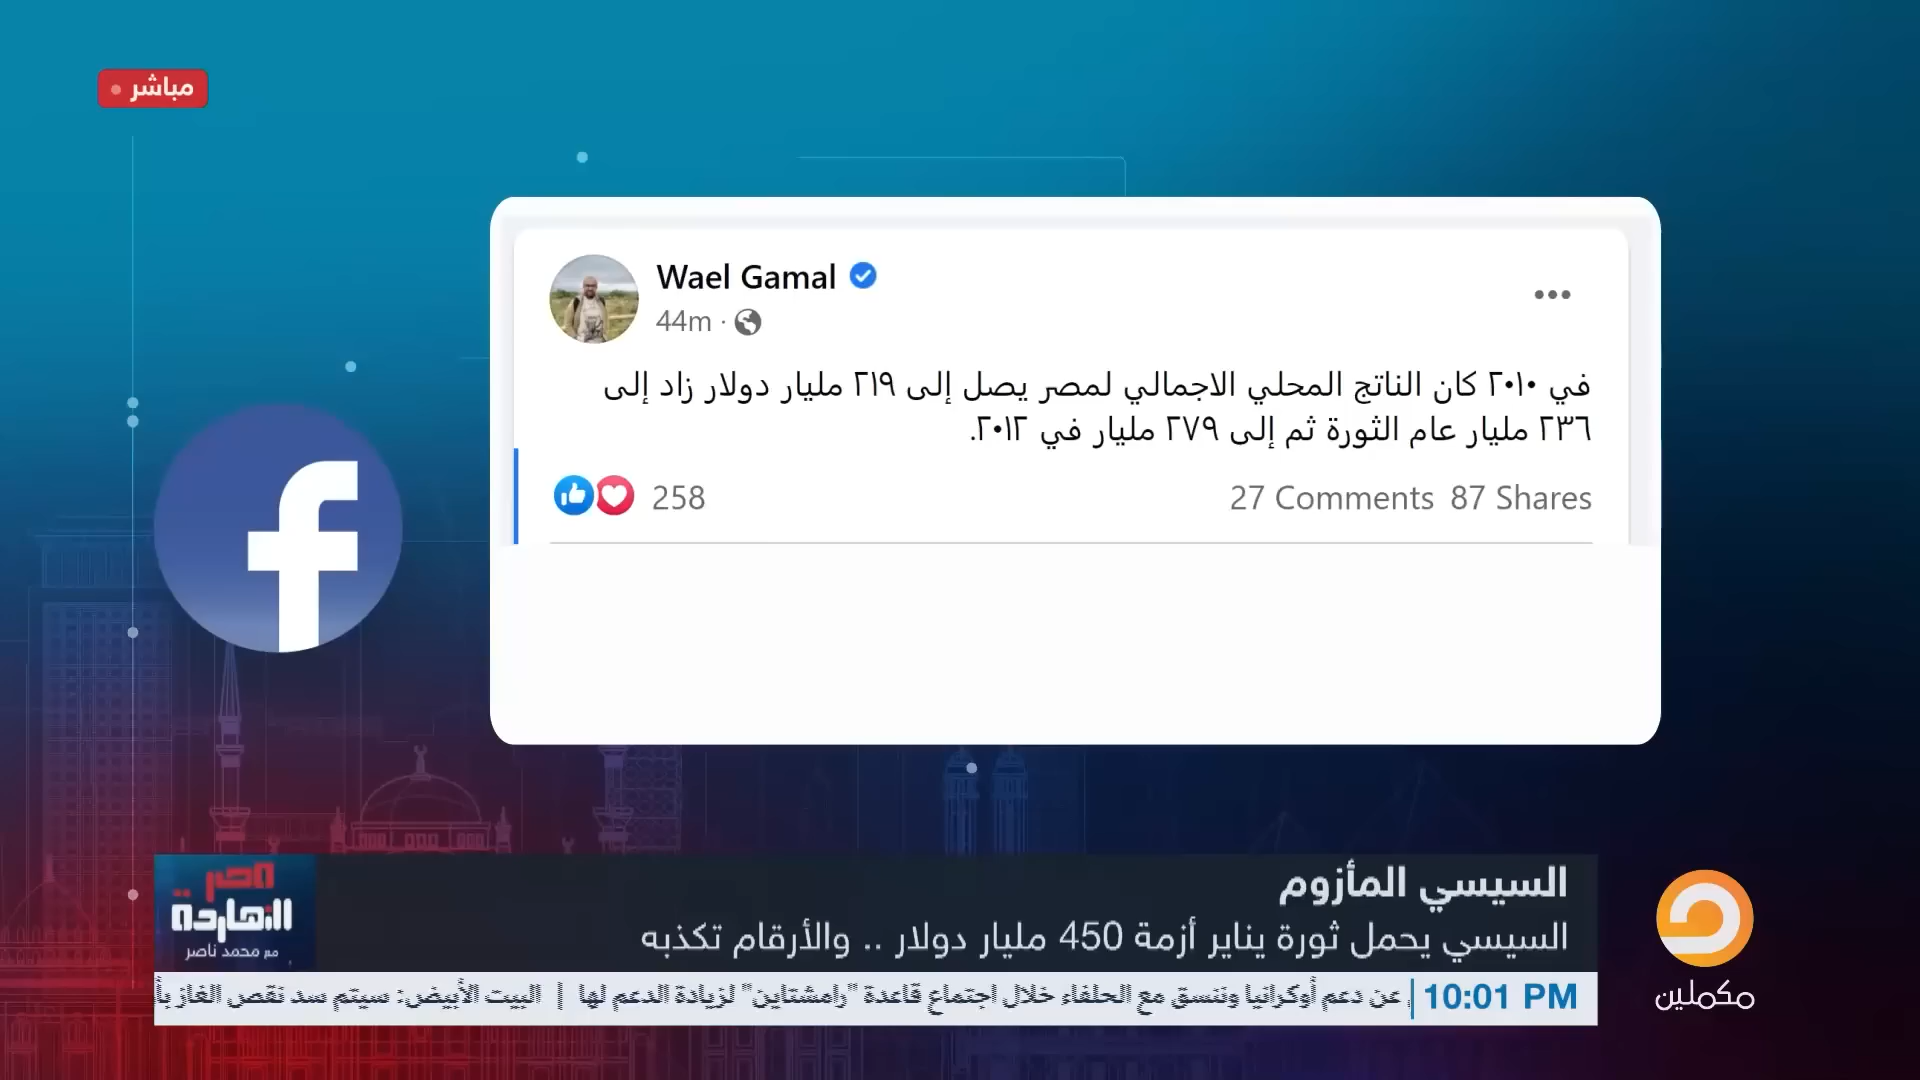 مباشر
Wael Gamal
44m
في ٢٠١٠ كان الناتج المحلي الاجمالي لمصر يصل إلى ٢١٩ مليار دولار زاد إلى
٢٣٦ مليار عام الثورة ثم إلى ٢٧٩ مليار في ٢٠١٢.
258
27 Comments 87 Shares
السيسي المأزوم
السيسي يحمل ثورة يناير أزمة 450 مليار دولار .. والأرقام تكذبه
مصر
النهاردة
مع محمد ناصر
10:01 PM
عن دعم أوكرانيا وننسق مع الحلفاء خلال اجتماع قاعدة "رامشتاين" لزيادة الدعم لها | البيت الأبيض: سيتم سد نقص الغاز
مكملين